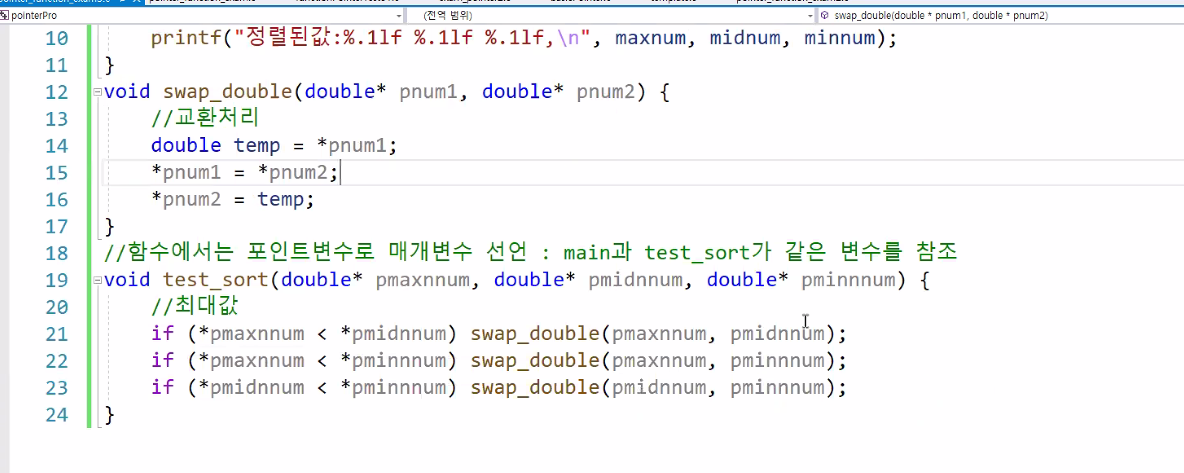 pointerPro (전역 범위) swap_double(double * pnum1, double * pnum2)
10 printf("정렬된값:%.1lf %.1lf %.1lf,\n", maxnum, midnum, minnum);
11 }
12 void swap_double(double* pnum1, double* pnum2) {
13 //교환처리
14 double temp = *pnum1;
15 *pnum1 = *pnum2;
16 *pnum2 = temp;
17 }
18 //함수에서는 포인트변수로 매개변수 선언 : main과 test_sort가 같은 변수를 참조
19 void test_sort(double* pmaxnnum, double* pmidnnum, double* pminnnum) {
20 //최대값
21 if (*pmaxnnum < *pmidnnum) swap_double(pmaxnnum, pmidnnum);
22 if (*pmaxnnum < *pminnnum) swap_double(pmaxnnum, pminnnum);
23 if (*pmidnnum < *pminnnum) swap_double(pmidnnum, pminnnum);
24 }